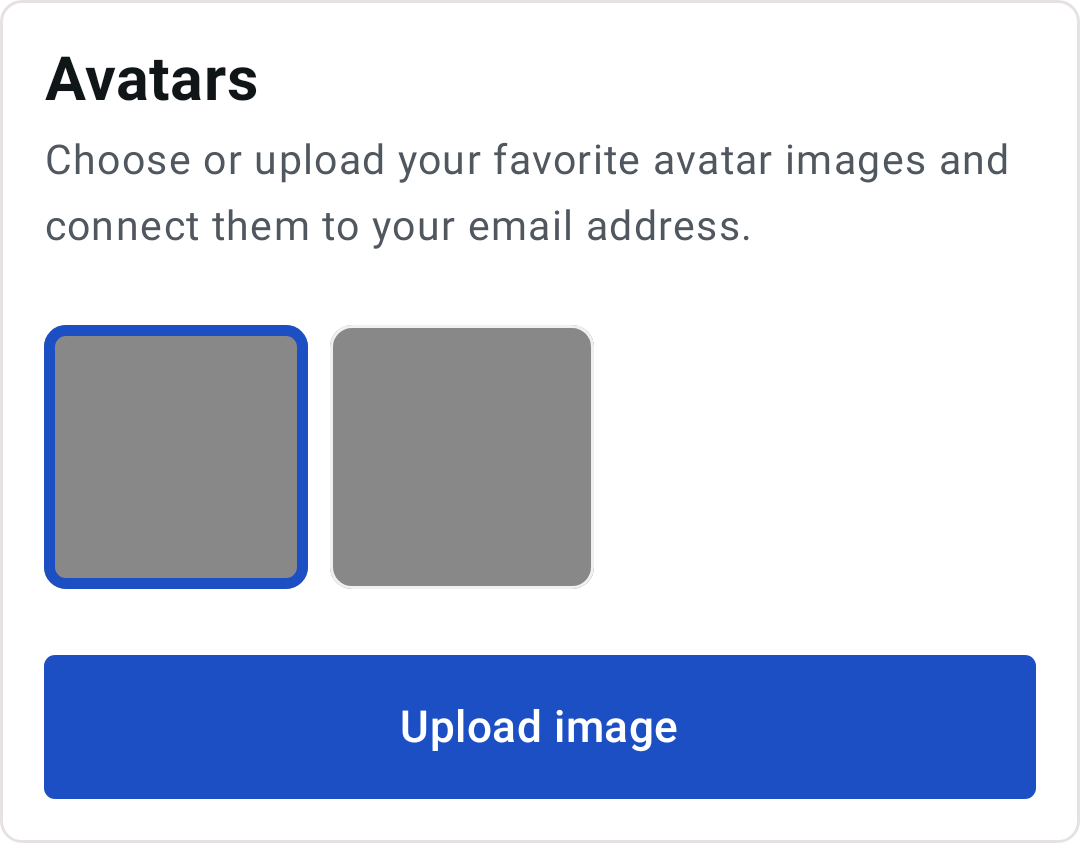 Avatars
Choose or upload your favorite avatar images and
connect them to your email address.
Upload image